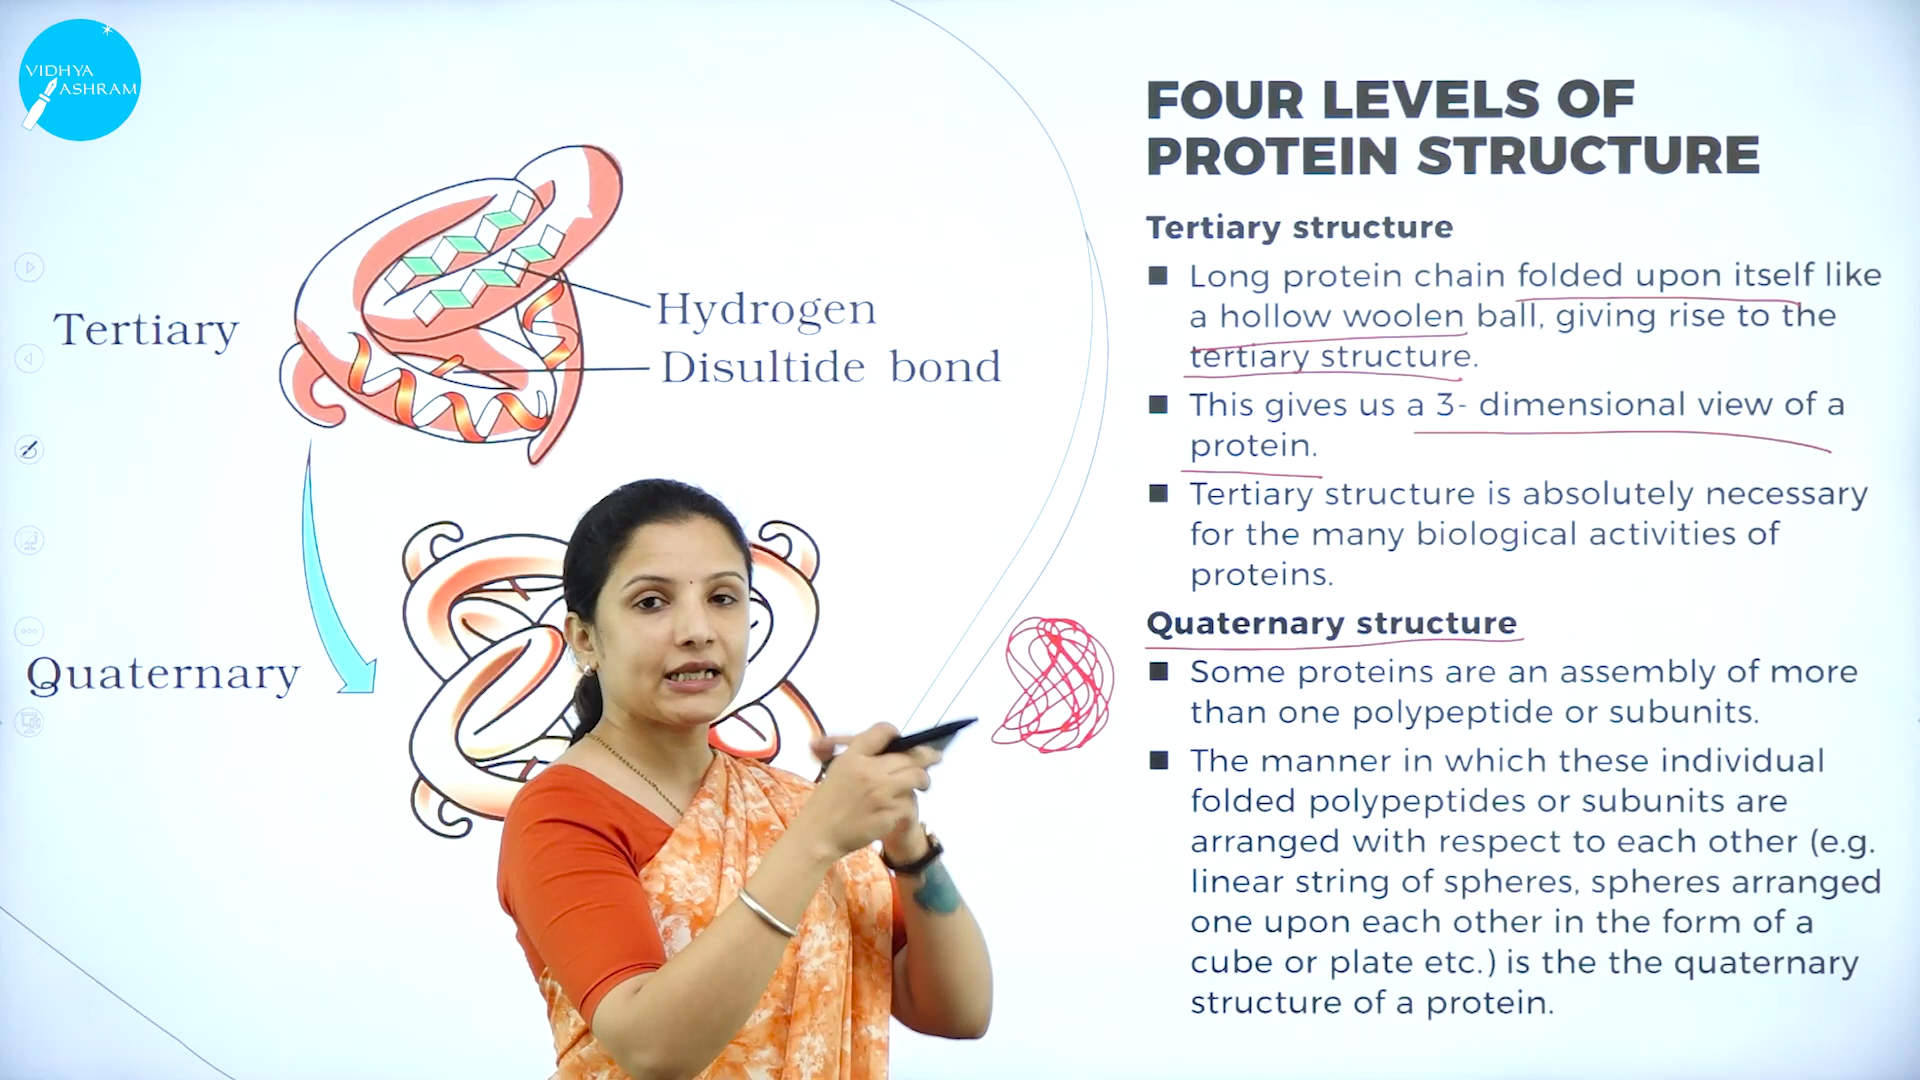 VIDHYA
ASHRAM
FOUR LEVELS OF
PROTEIN STRUCTURE
Tertiary structure
■ Long protein chain folded upon itself like
a hollow woolen ball, giving rise to the
tertiary structure.
■ This gives us a 3- dimensional view of a
protein.
■ Tertiary structure is absolutely necessary
for the many biological activities of
proteins.
Quaternary structure
■ Some proteins are an assembly of more
than one polypeptide or subunits.
■ The manner in which these individual
folded polypeptides or subunits are
arranged with respect to each other (e.g.
linear string of spheres, spheres arranged
one upon each other in the form of a
cube or plate etc.) is the the quaternary
structure of a protein.
Tertiary
Hydrogen
Disultide bond
Quaternary